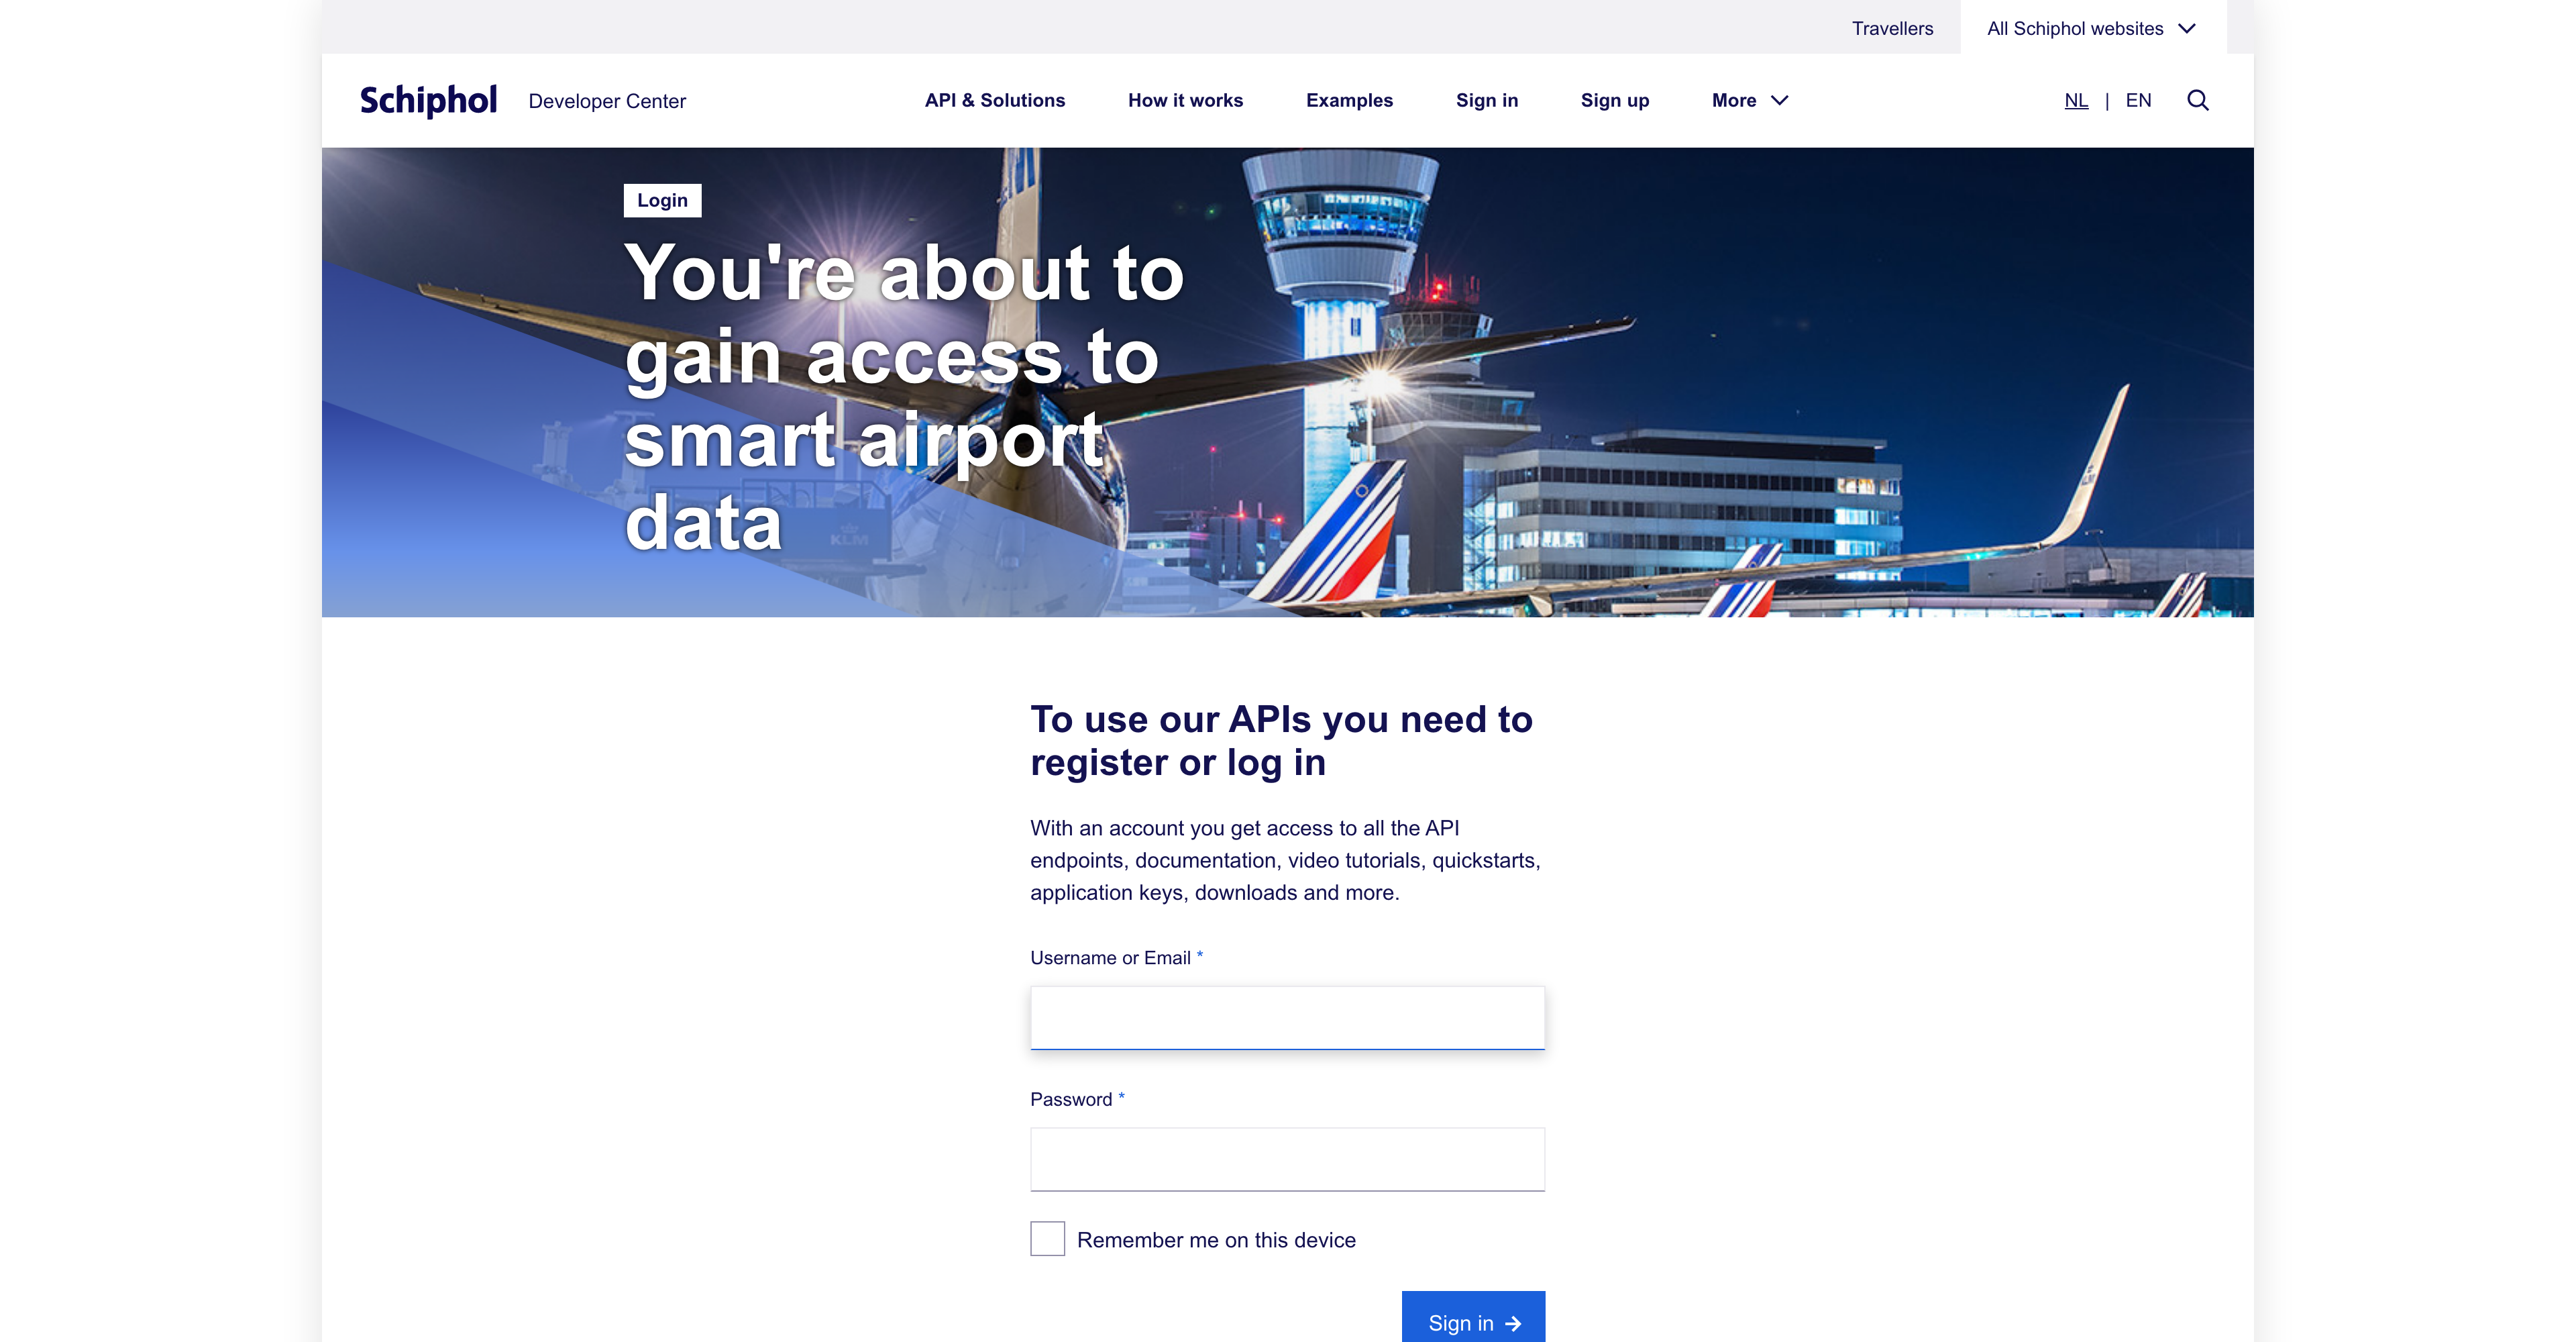 Travellers
All Schiphol websites
Schiphol Developer Center
API & Solutions
How it works
Examples
Sign in
Sign up
More
NL | EN
Login
You're about to
gain access to
smart airport
data
KLM
KLM
To use our APIs you need to
register or log in
With an account you get access to all the API
endpoints, documentation, video tutorials, quickstarts,
application keys, downloads and more.
Username or Email *
Password *
Remember me on this device
Sign in